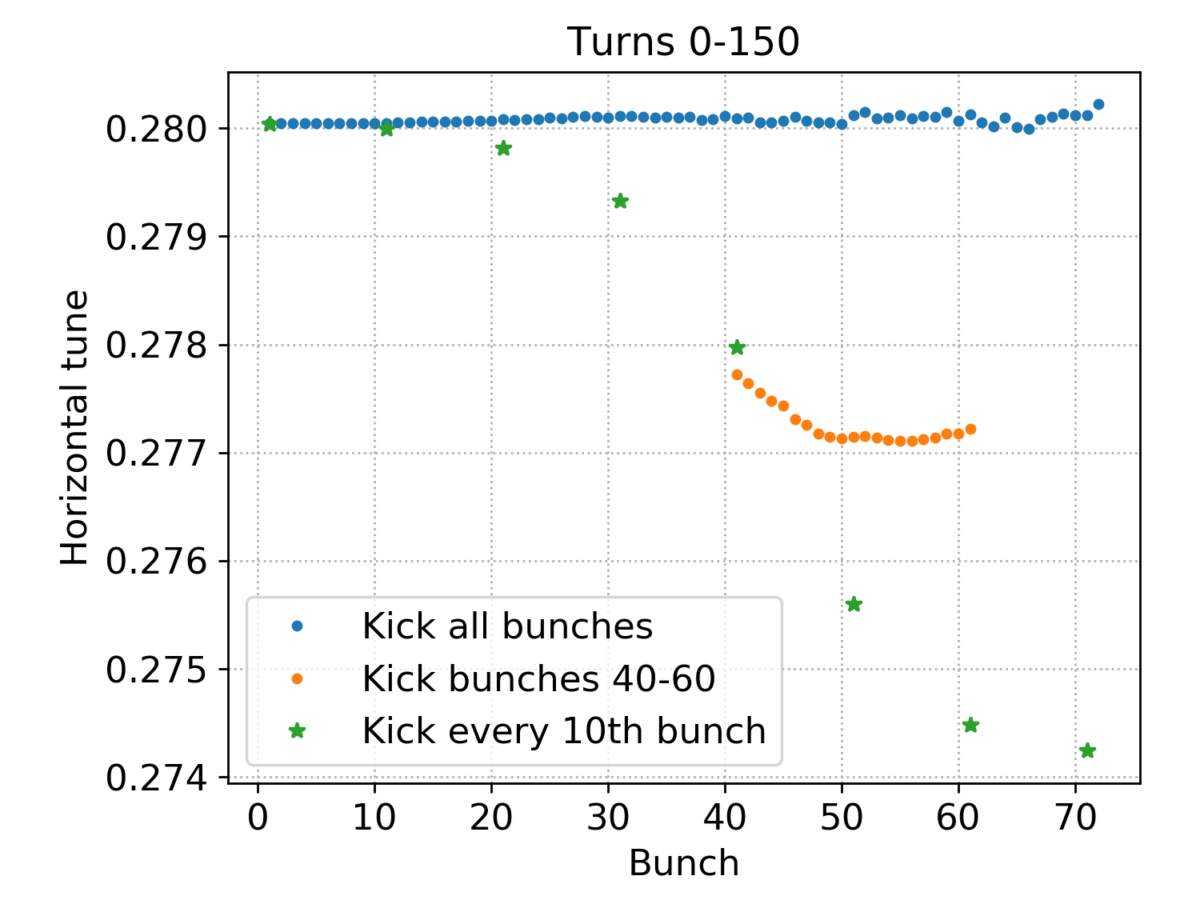 Turns 0-150
Horizontal tune
0.280
0.279
0.278
0.277
0.276
0.275
0.274
Kick all bunches
Kick bunches 40-60
Kick every 10th bunch
0 10 20 30 40 50 60 70
Bunch